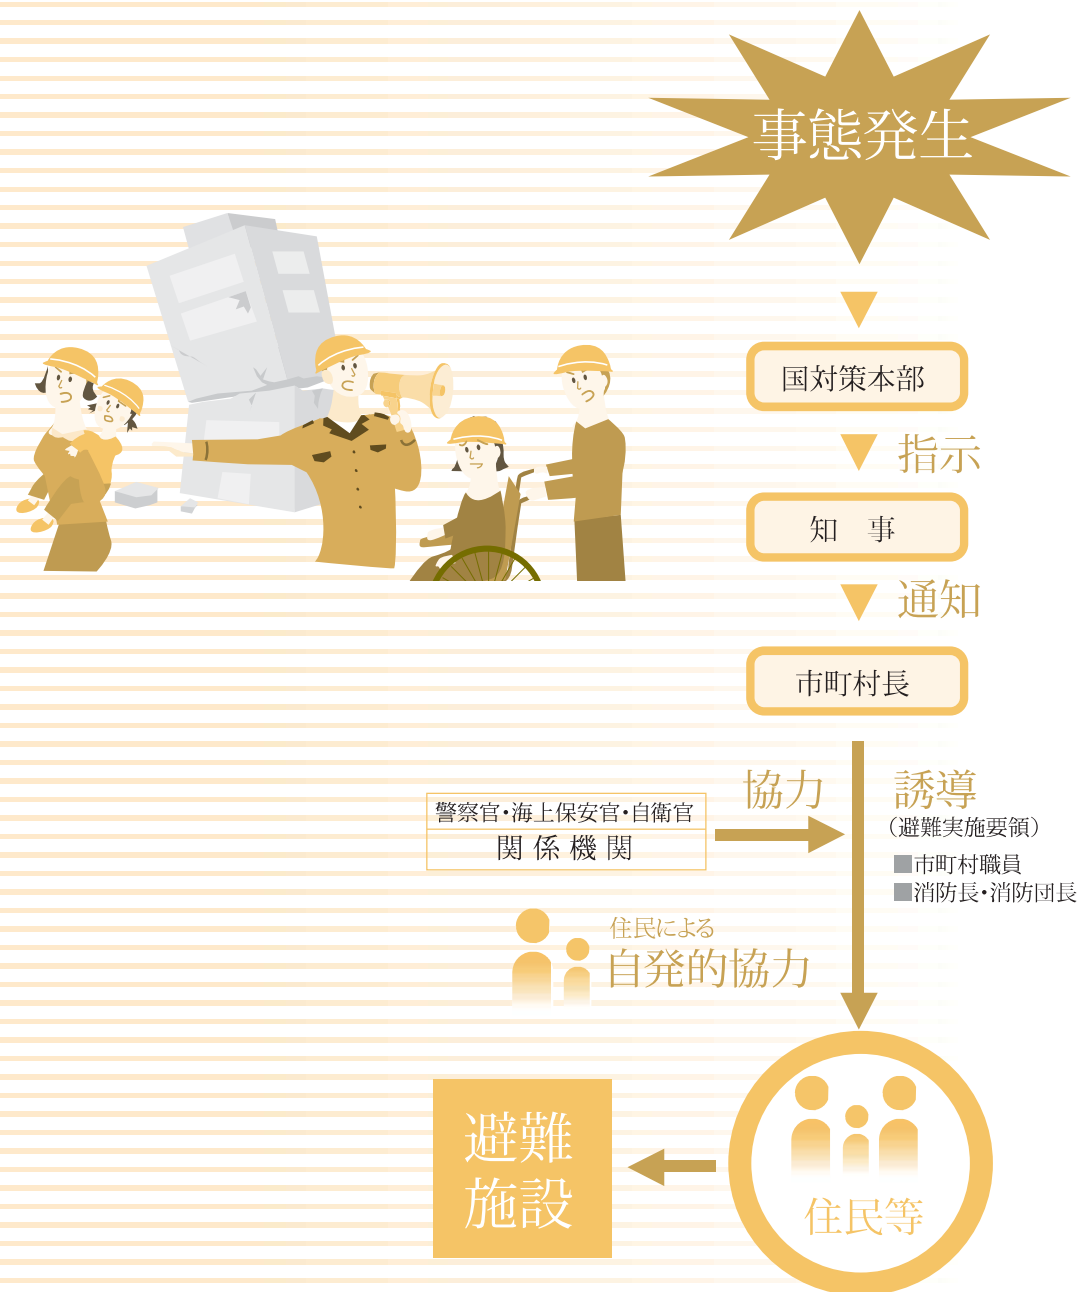 事態発生
国対策本部
指示
知　事
通知
市町村長
協力
誘導
（避難実施要領）
■市町村職員
■消防長・消防団長
警察官・海上保安官・自衛官
関係機関
住民による
自発的協力
避難
施設
住民等